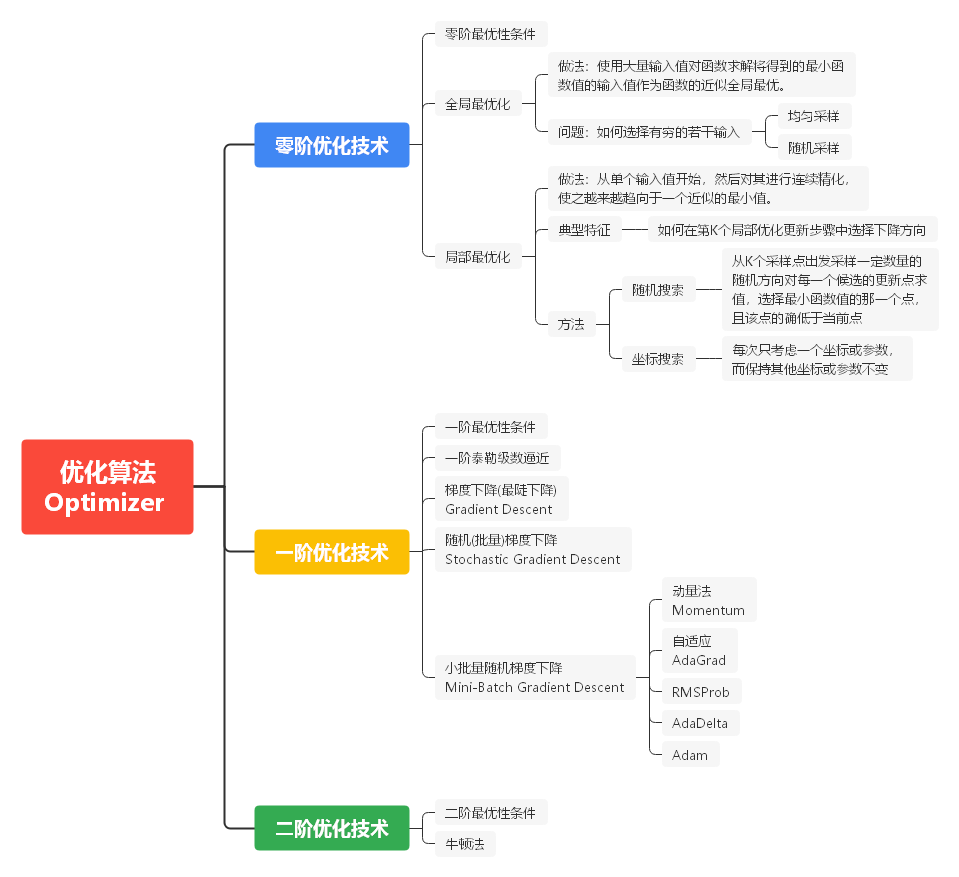 优化算法
Optimizer
零阶优化技术
零阶最优性条件
全局最优化
做法：使用大量输入值对函数求解将得到的最小函
数值的输入值作为函数的近似全局最优。
问题：如何选择有穷的若干输入
均匀采样
随机采样
局部最优化
做法：从单个输入值开始，然后对其进行连续精化，
使之越来越趋向于一个近似的最小值。
典型特征
如何在第K个局部优化更新步骤中选择下降方向
方法
随机搜索
从K个采样点出发采样一定数量的
随机方向对每一个候选的更新点求
值，选择最小函数值的那一个点，
且该点的确低于当前点
坐标搜索
每次只考虑一个坐标或参数，
而保持其他坐标或参数不变
一阶优化技术
一阶最优性条件
一阶泰勒级数逼近
梯度下降(最陡下降)
Gradient Descent
随机(批量)梯度下降
Stochastic Gradient Descent
小批量随机梯度下降
Mini-Batch Gradient Descent
动量法
Momentum
自适应
AdaGrad
RMSProb
AdaDelta
Adam
二阶优化技术
二阶最优性条件
牛顿法